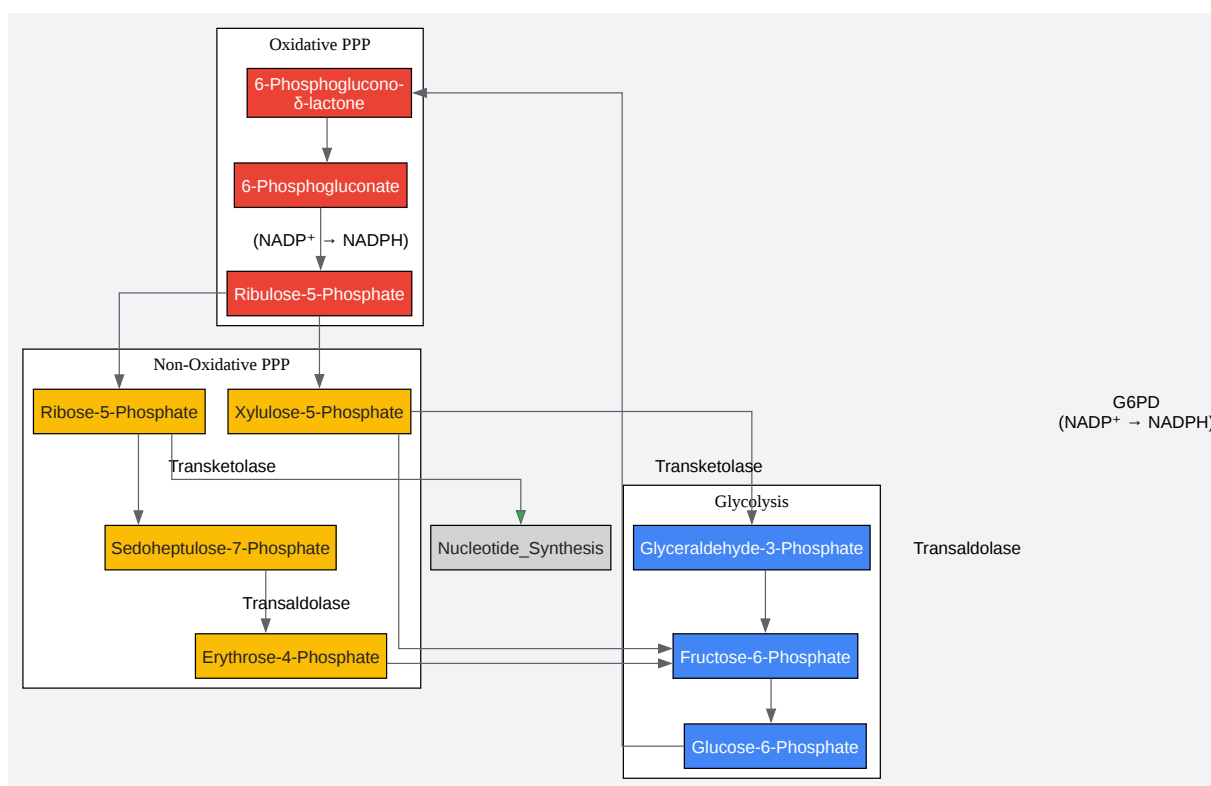 Oxidative PPP
6-Phosphoglucono-
δ-lactone
6-Phosphogluconate
(NADP⁺ → NADPH)
Ribulose-5-Phosphate
Non-Oxidative PPP
Ribose-5-Phosphate
Xylulose-5-Phosphate
G6PD
(NADP⁺ → NADPH)
Transketolase
Transketolase
Glycolysis
Sedoheptulose-7-Phosphate
Nucleotide_Synthesis
Glyceraldehyde-3-Phosphate
Transaldolase
Transaldolase
Erythrose-4-Phosphate
Fructose-6-Phosphate
Glucose-6-Phosphate